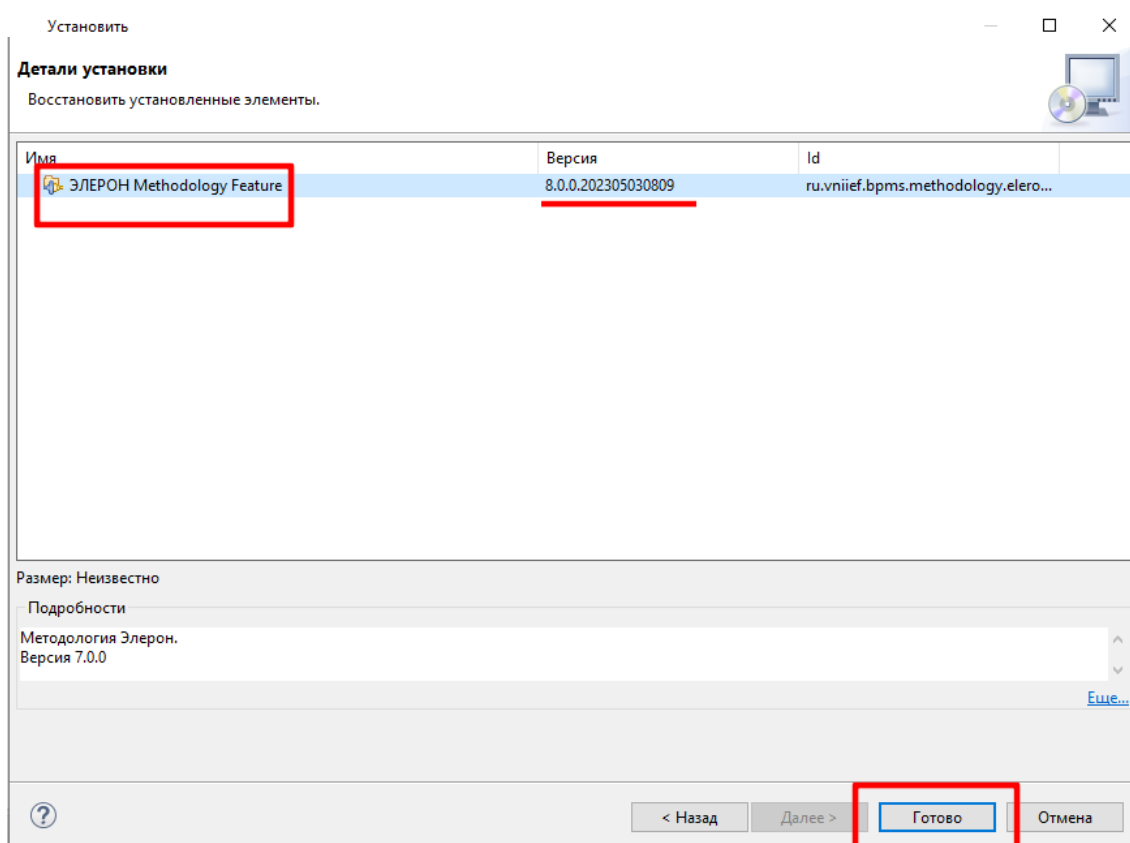 Установить
Детали установки
Восстановить установленные элементы.
Имя Версия Id
ЭЛЕРОН Methodology Feature 8.0.0.202305030809 ru.vniief.bpms.methodology.elero...
Размер: Неизвестно
Подробности
Методология Элерон.
Версия 7.0.0
Еще...
? < Назад Далее > Готово Отмена